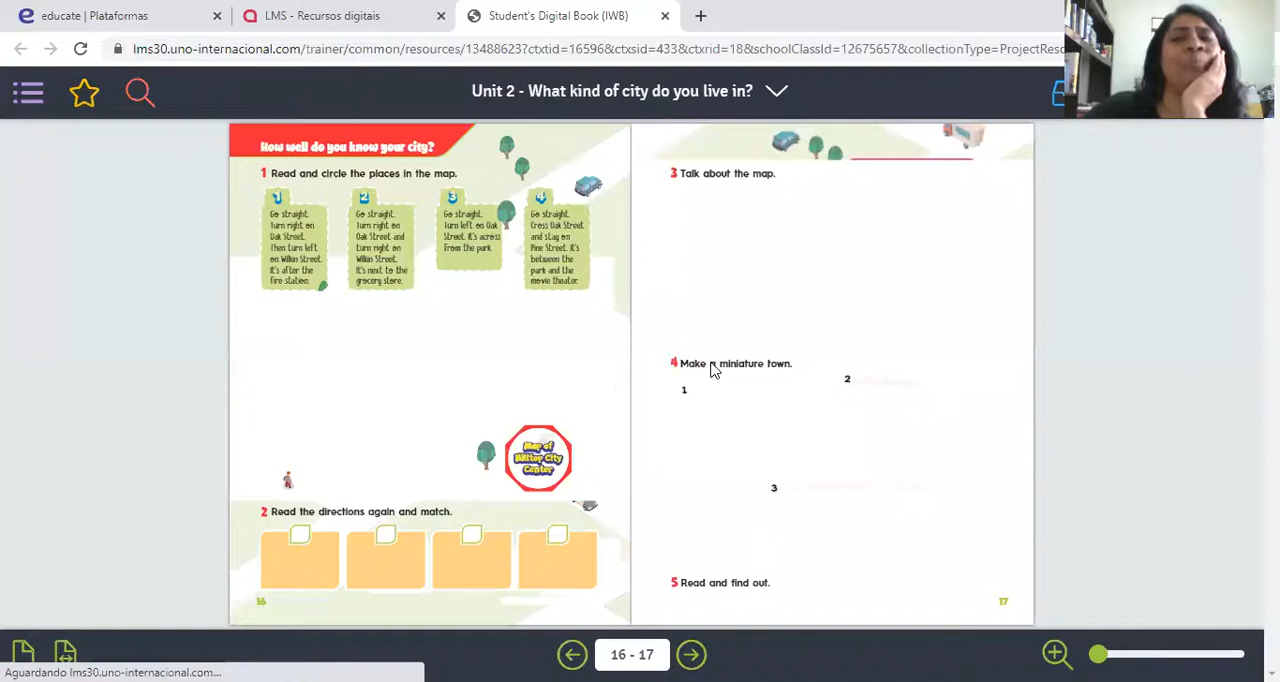 educate | Plataformas
LMS - Recursos digitais
Student's Digital Book (IWB)
lms30.uno-internacional.com/trainer/common/resources/13488623?ctxtid=16596&ctxsid=433&ctxrid=18&schoolClassId=12675657&collectionType=ProjectReso
Unit 2 - What kind of city do you live in?
How well do you know your city?
1 Read and circle the places in the map.
1
Go straight.
Turn right on
Oak Street.
Then turn left
on Wilkin Street.
It's after the
fire station.
2
Go straight.
Turn right on
Oak Street and
turn right on
Wilkin Street.
It's next to the
grocery store.
3
Go straight.
Turn left on Oak
Street. It's across
from the park.
4
Go straight.
Cross Oak Street
and stay on
Pine Street. It's
between the
park and the
movie theater.
Map of
Hilltop City
Center
2 Read the directions again and match.
16
3 Talk about the map.
4 Make a miniature town.
1
2
3
5 Read and find out.
17
16 - 17
Aguardando lms30.uno-internacional.com...